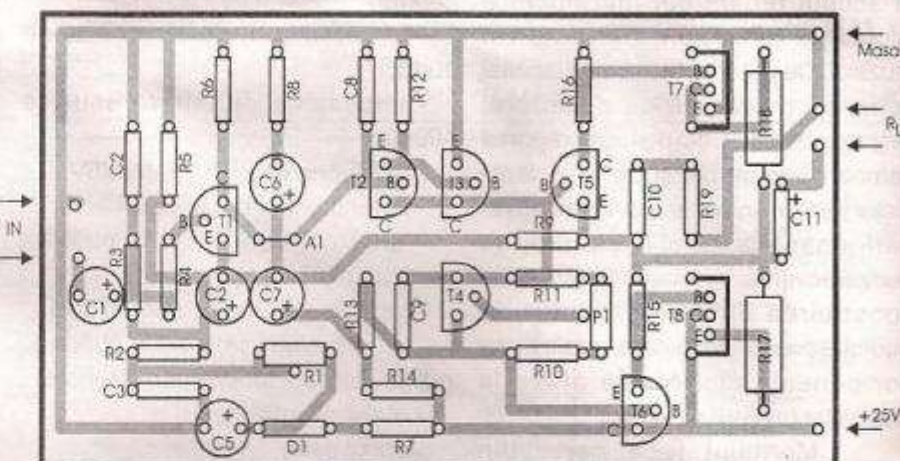 Masa
R6
R8
C8
R12
R16
B
T7 C
E
R18
RL
C2
R5
C6
+
E
T2 B
C
E
T3 B
C
C
B T5
E
C10
R19
+
C11
IN
C
B T1
E
A1
R9
R3
R4
C1
+
C2
+
C7
+
R13
C9
T4
R11
P1
R15
B
T8 C
E
R17
R2
R1
R10
C3
R14
C5
+
D1
R7
E
T6 B
C
+25V